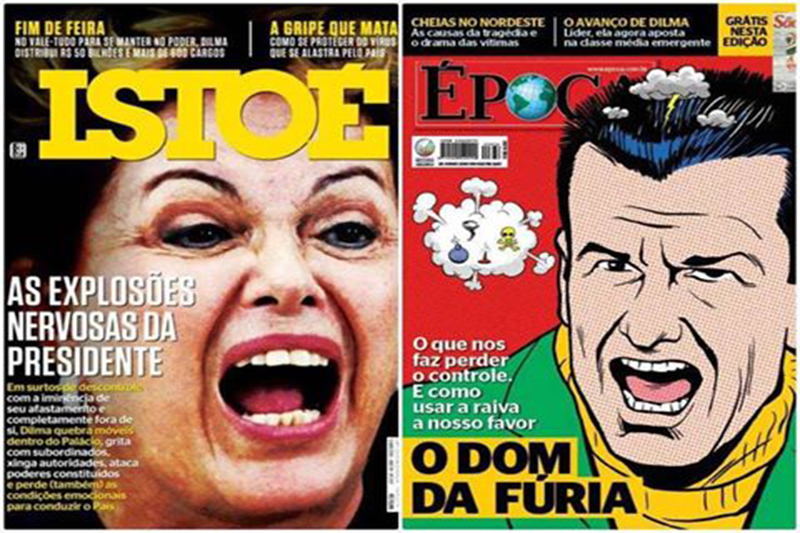 FIM DE FEIRA
NO VALE-TUDO PARA SE MANTER NO PODER, DILMA
DISTRIBUI R$ 50 BILHÕES E MAIS DE 600 CARGOS
A GRIPE QUE MATA
COMO SE PROTEGER DO VÍRUS
QUE SE ALASTRA PELO PAÍS
ISTOÉ
AS EXPLOSÕES
NERVOSAS DA
PRESIDENTE
Em surtos de descontrole
com a iminência de
seu afastamento e
completamente fora de
si, Dilma quebra móveis
dentro do Palácio, grita
com subordinados,
xinga autoridades, ataca
poderes constituídos
e perde (também) as
condições emocionais
para conduzir o País
CHEIAS NO NORDESTE
As causas da tragédia e
o drama das vítimas
O AVANÇO DE DILMA
Líder, ela agora aposta
na classe média emergente
GRÁTIS
NESTA
EDIÇÃO
www.epoca.com.br
ÉPOCA
O que nos
faz perder
o controle.
E como
usar a raiva
a nosso favor
O DOM
DA FÚRIA